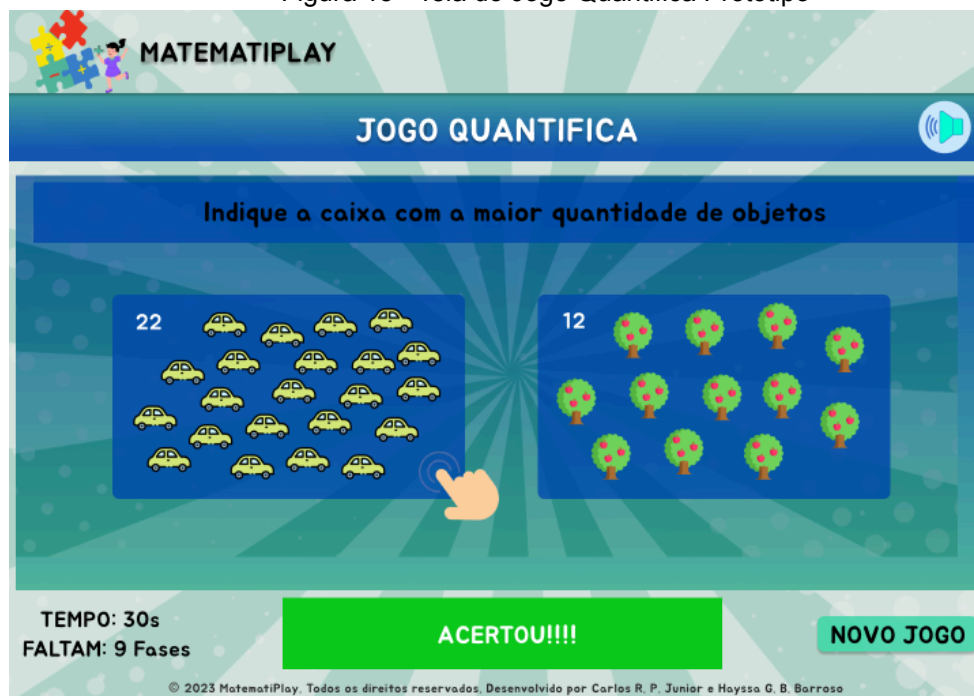 MATEMATIPLAY
JOGO QUANTIFICA
Indique a caixa com a maior quantidade de objetos
22
12
TEMPO: 30s
FALTAM: 9 Fases
ACERTOU!!!!
NOVO JOGO
© 2023 MatematiPlay. Todos os direitos reservados. Desenvolvido por Carlos R. P. Junior e Hayssa G. B. Barroso